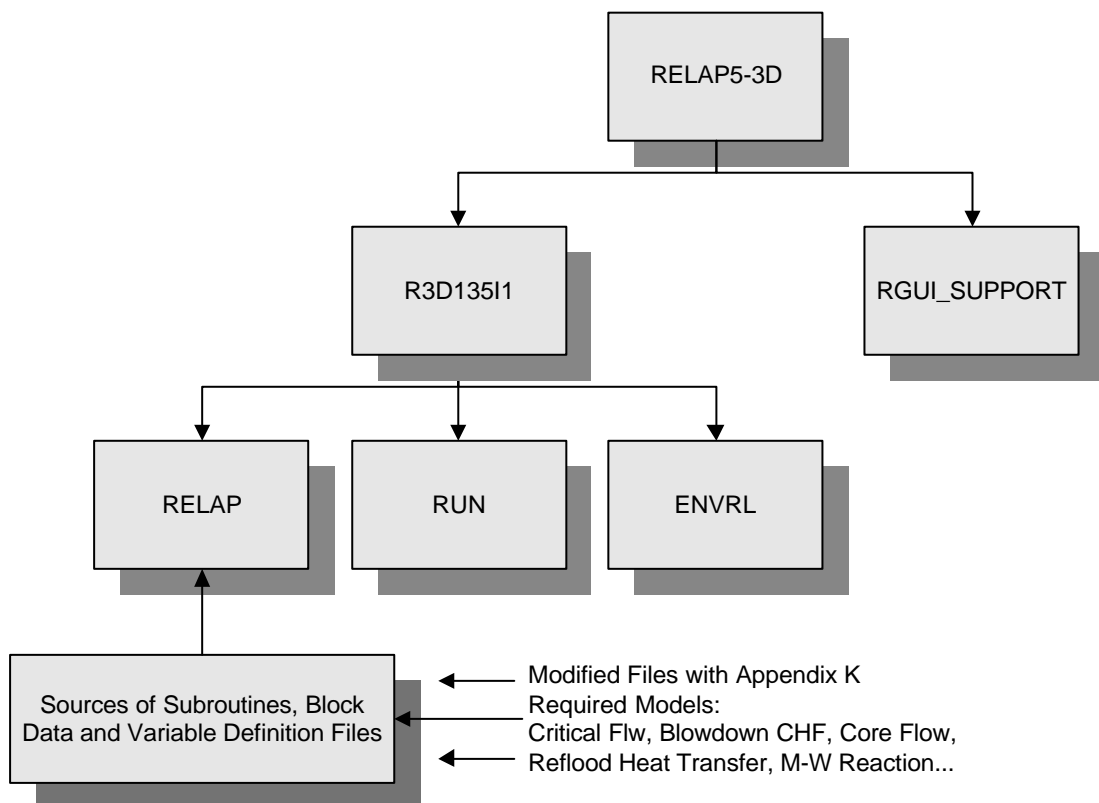 RELAP5-3D
R3D135I1
RGUI_SUPPORT
RELAP
RUN
ENVRL
Sources of Subroutines, Block
Data and Variable Definition Files
Modified Files with Appendix K
Required Models:
Critical Flw, Blowdown CHF, Core Flow,
Reflood Heat Transfer, M-W Reaction...